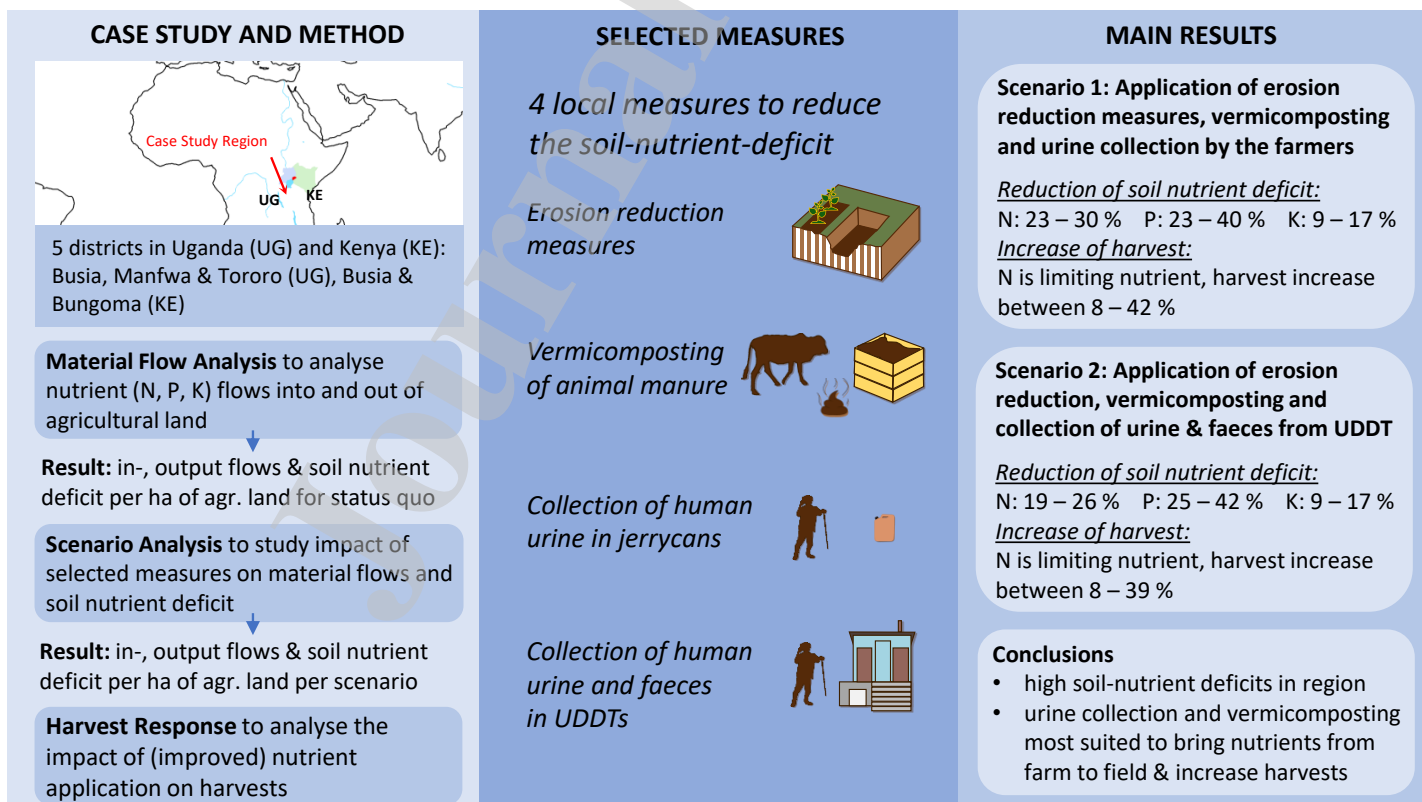 CASE STUDY AND METHOD
Case Study Region
UG
KE
5 districts in Uganda (UG) and Kenya (KE):
Busia, Manfwa & Tororo (UG), Busia &
Bungoma (KE)
Material Flow Analysis to analyse
nutrient (N, P, K) flows into and out of
agricultural land
Result: in-, output flows & soil nutrient
deficit per ha of agr. land for status quo
Scenario Analysis to study impact of
selected measures on material flows and
soil nutrient deficit
Result: in-, output flows & soil nutrient
deficit per ha of agr. land per scenario
Harvest Response to analyse the
impact of (improved) nutrient
application on harvests
SELECTED MEASURES
4 local measures to reduce
the soil-nutrient-deficit
Erosion reduction
measures
Vermicomposting
of animal manure
Collection of human
urine in jerrycans
Collection of human
urine and faeces
in UDDTs
MAIN RESULTS
Scenario 1: Application of erosion
reduction measures, vermicomposting
and urine collection by the farmers
Reduction of soil nutrient deficit:
N: 23 – 30 % P: 23 – 40 % K: 9 – 17 %
Increase of harvest:
N is limiting nutrient, harvest increase
between 8 – 42 %
Scenario 2: Application of erosion
reduction, vermicomposting and
collection of urine & faeces from UDDT
Reduction of soil nutrient deficit:
N: 19 – 26 % P: 25 – 42 % K: 9 – 17 %
Increase of harvest:
N is limiting nutrient, harvest increase
between 8 – 39 %
Conclusions
• high soil-nutrient deficits in region
• urine collection and vermicomposting
most suited to bring nutrients from
farm to field & increase harvests
Journal